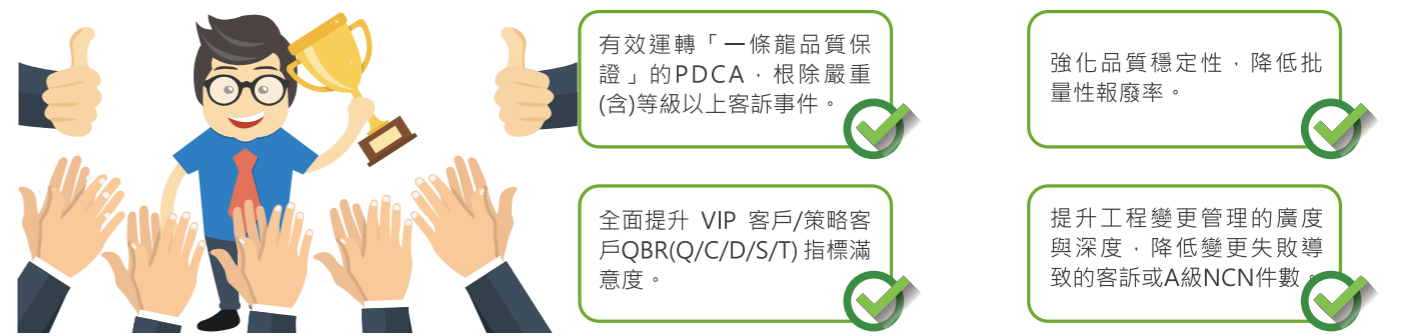 有效運轉「一條龍品質保
證」的PDCA，根除嚴重
(含)等級以上客訴事件。
強化品質穩定性，降低批
量性報廢率。
全面提升 VIP 客戶/策略客
戶QBR(Q/C/D/S/T) 指標滿
意度。
提升工程變更管理的廣度
與深度，降低變更失敗導
致的客訴或A級NCN件數。